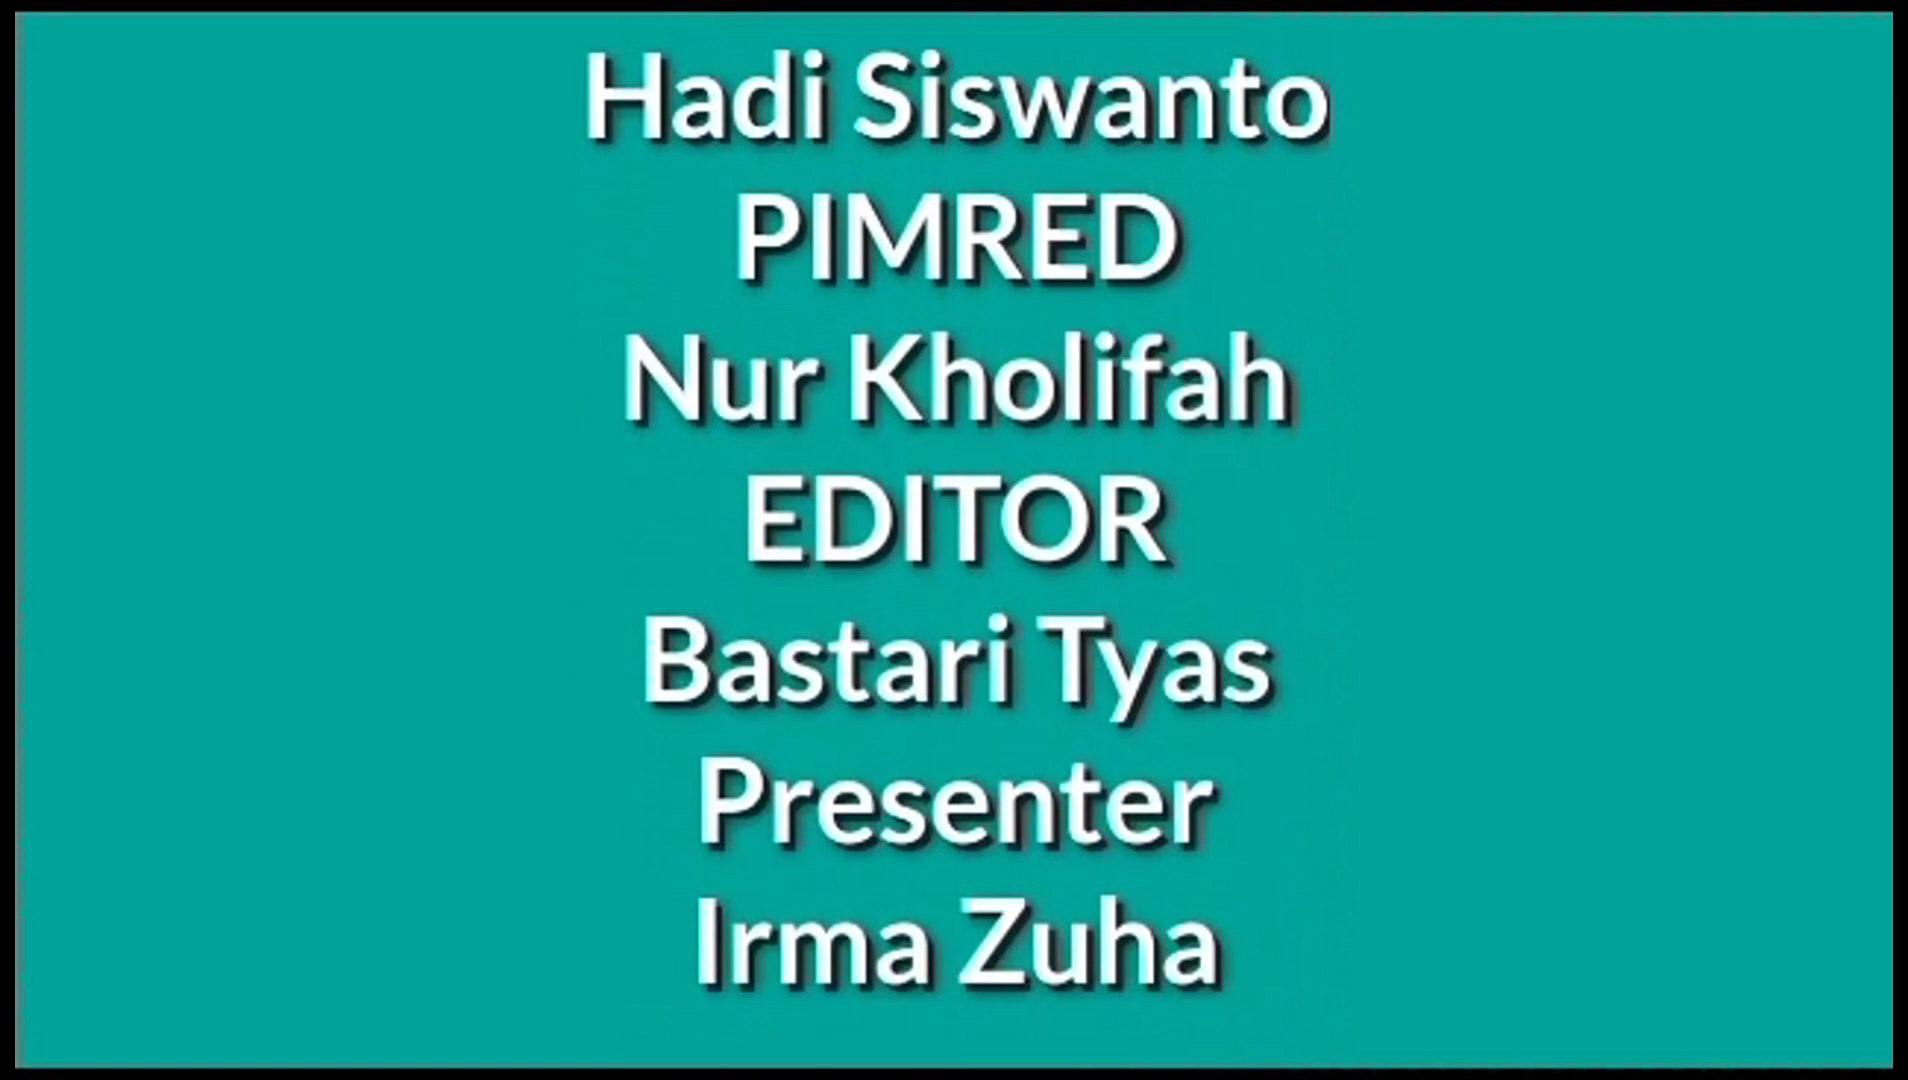 Hadi Siswanto
PIMRED
Nur Kholifah
EDITOR
Bastari Tyas
Presenter
Irma Zuha